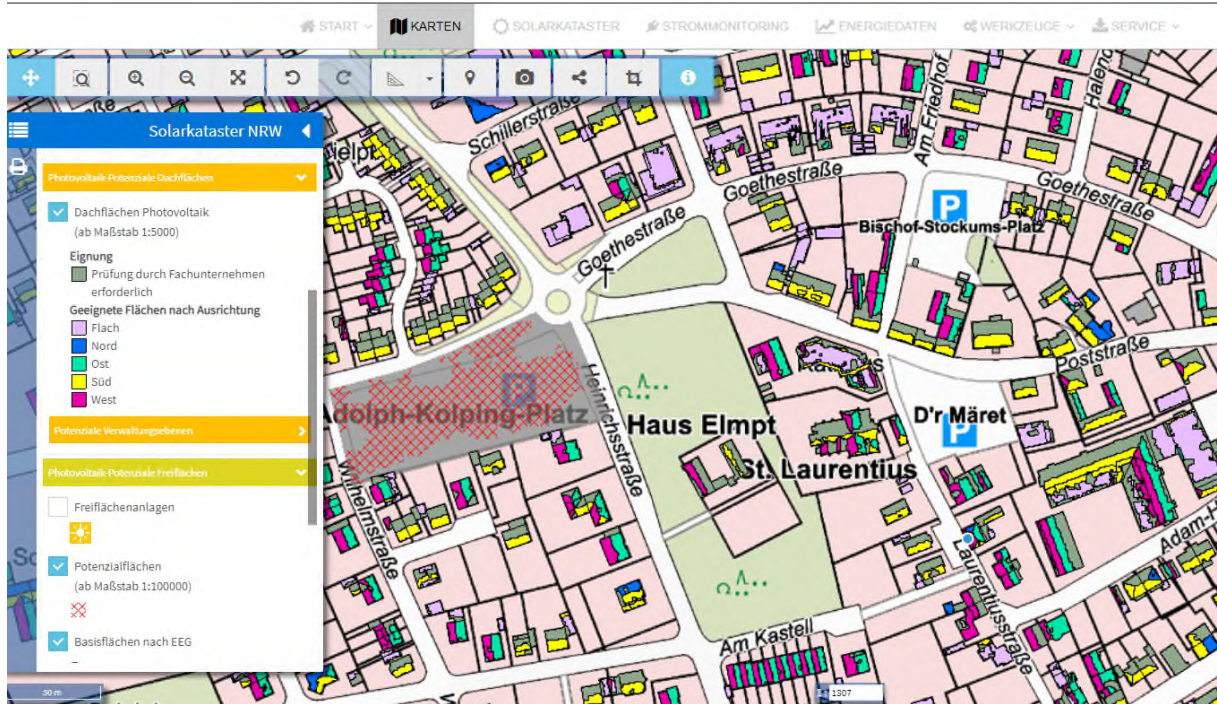 START
KARTEN
SOLARKATASTER
STROMMONITORING
ENERGIEDATEN
WERKZEUGE
SERVICE
Solarkataster NRW
Photovoltaik-Potenziale Dachflächen
Dachflächen Photovoltaik
(ab Maßstab 1:5000)
Eignung
Prüfung durch Fachunternehmen
erforderlich
Geeignete Flächen nach Ausrichtung
Flach
Nord
Ost
Süd
West
Potenziale Verwaltungsebenen
Photovoltaik-Potenziale Freiflächen
Freiflächenanlagen
Potenzialflächen
(ab Maßstab 1:100000)
Basisflächen nach EEG
50 m
Schillerstraße
Goethestraße
Goethestraße
Goethestraße
Am Friedhof
P
Bischof-Stockums-Platz
Poststraße
P
Adolph-Kolping-Platz
Heinrichsstraße
Wilhelmstraße
Haus Elmpt
St. Laurentius
D'r Märet
P
Laurentiusstraße
Am Kastell
1307